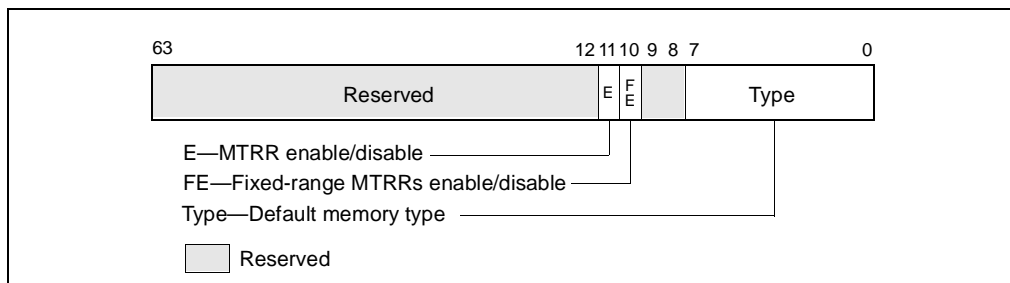 63 12 11 10 9 8 7 0
Reserved E FE Type
E—MTRR enable/disable
FE—Fixed-range MTRRs enable/disable
Type—Default memory type
Reserved